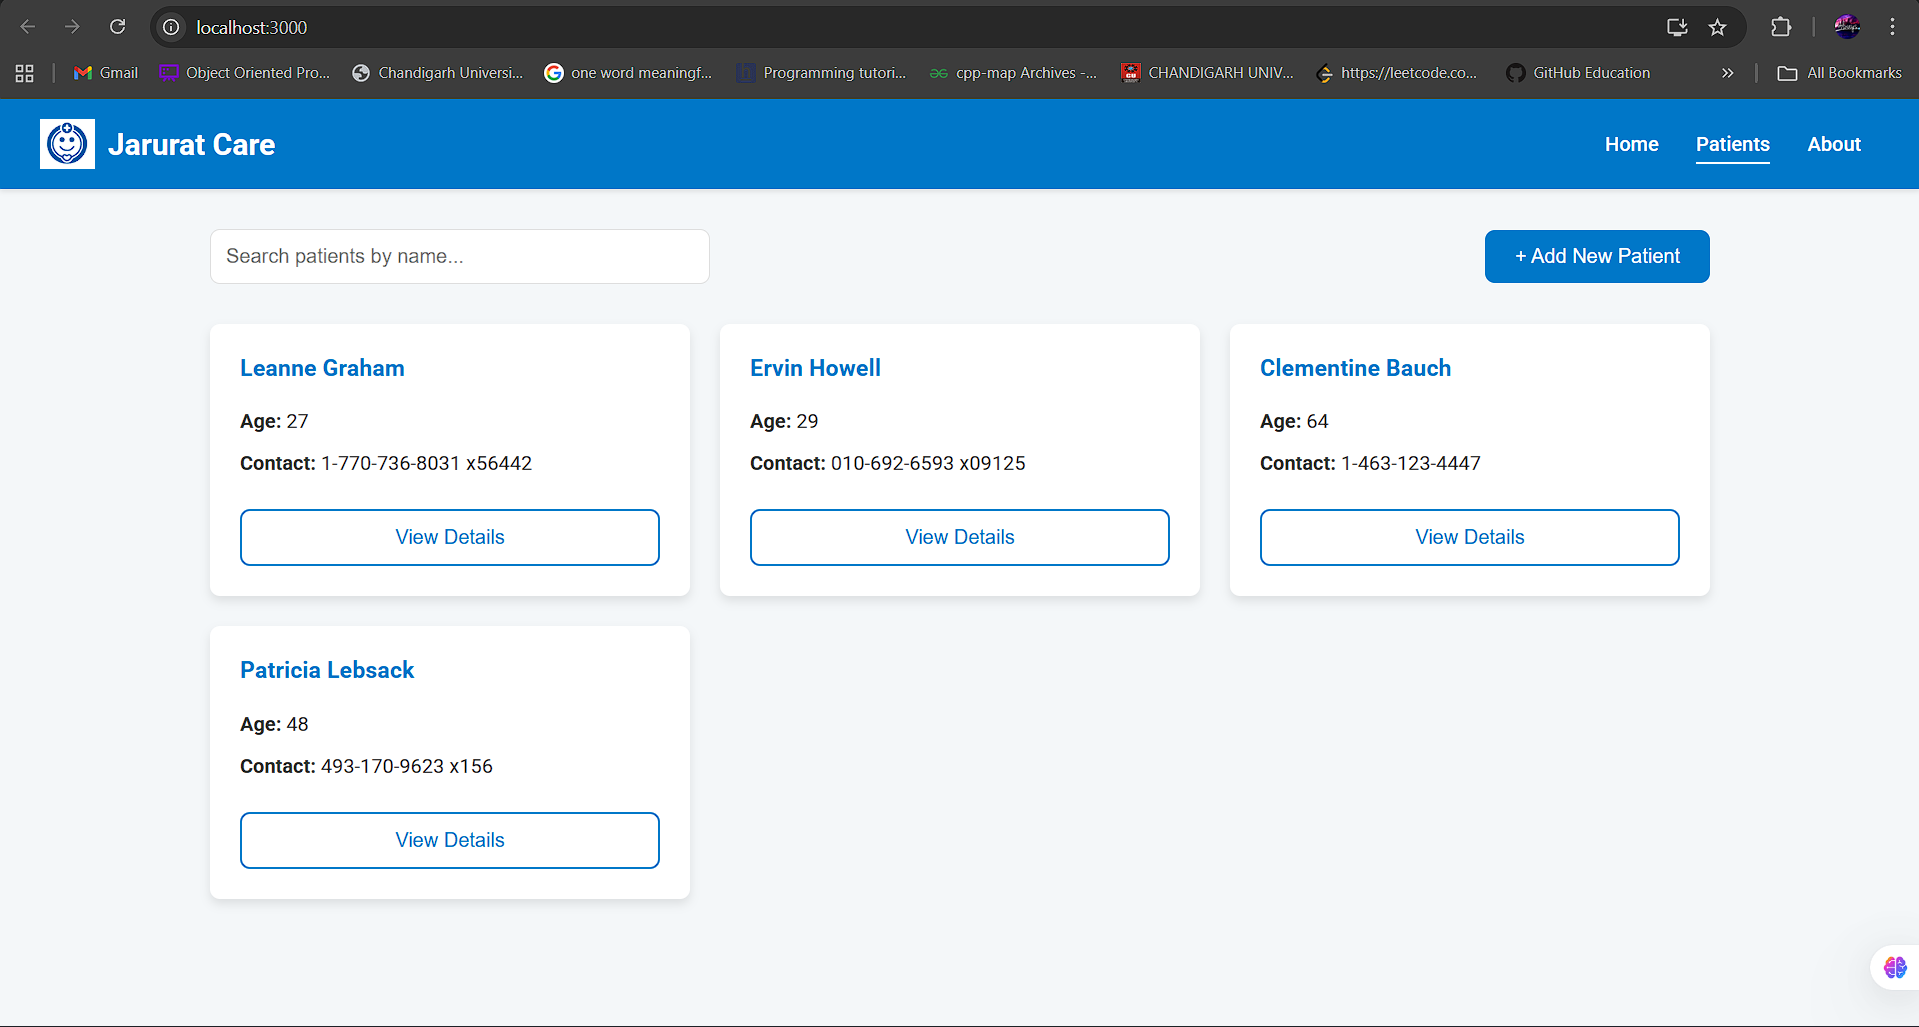 localhost:3000
Gmail
Object Oriented Pro...
Chandigarh Universi...
one word meaningf...
Programming tutori...
cpp-map Archives -...
CHANDIGARH UNIV...
https://leetcode.co...
GitHub Education
All Bookmarks
Jarurat Care
Home
Patients
About
Search patients by name...
+ Add New Patient
Leanne Graham
Age: 27
Contact: 1-770-736-8031 x56442
View Details
Ervin Howell
Age: 29
Contact: 010-692-6593 x09125
View Details
Clementine Bauch
Age: 64
Contact: 1-463-123-4447
View Details
Patricia Lebsack
Age: 48
Contact: 493-170-9623 x156
View Details